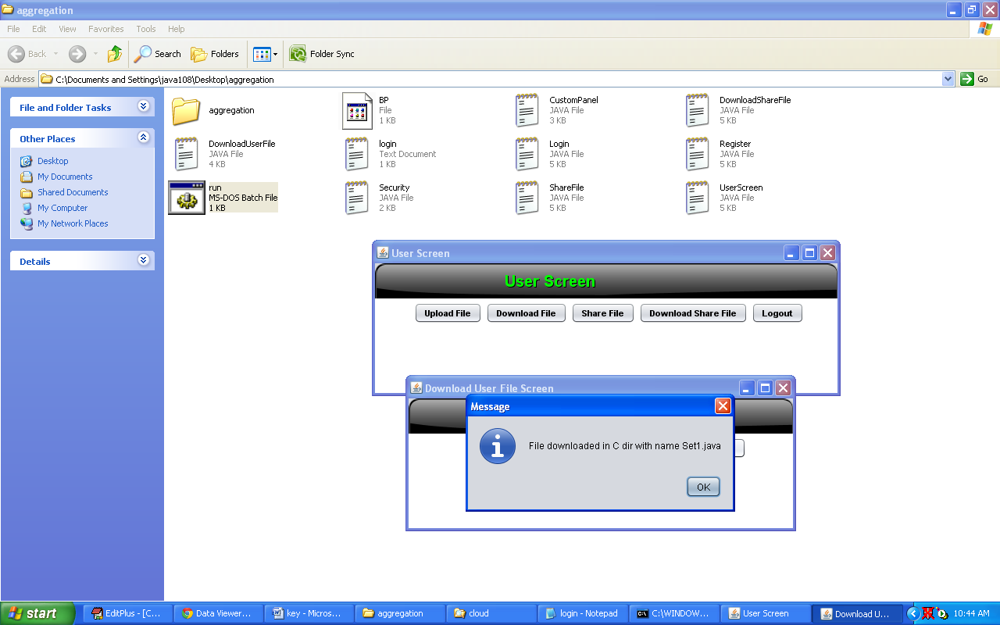 aggregation
File Edit View Favorites Tools Help
Back Search Folders Folder Sync
Address C:\Documents and Settings\java108\Desktop\aggregation Go
File and Folder Tasks
Other Places
Desktop
My Documents
Shared Documents
My Computer
My Network Places
Details
aggregation
BP
File
1 KB
CustomPanel
JAVA File
3 KB
DownloadShareFile
JAVA File
5 KB
DownloadUserFile
JAVA File
4 KB
login
Text Document
1 KB
Login
JAVA File
5 KB
Register
JAVA File
5 KB
run
MS-DOS Batch File
1 KB
Security
JAVA File
2 KB
ShareFile
JAVA File
5 KB
UserScreen
JAVA File
5 KB
User Screen
User Screen
Upload File Download File Share File Download Share File Logout
Download User File Screen
Message
File downloaded in C dir with name Set1.java
OK
start EditPlus - [C... Data Viewer... key - Micros... aggregation cloud login - Notepad C:\WINDOW... User Screen Download U... 10:44 AM